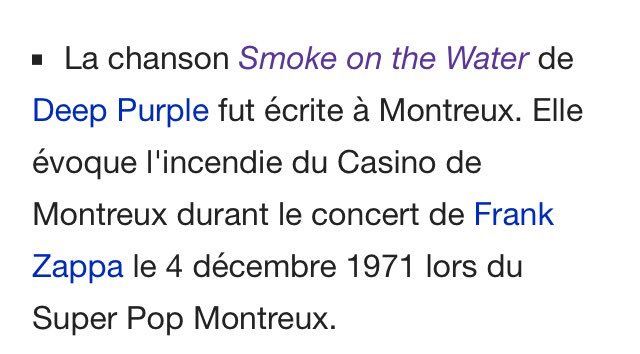 ▪ La chanson Smoke on the Water de
Deep Purple fut écrite à Montreux. Elle
évoque l'incendie du Casino de
Montreux durant le concert de Frank
Zappa le 4 décembre 1971 lors du
Super Pop Montreux.